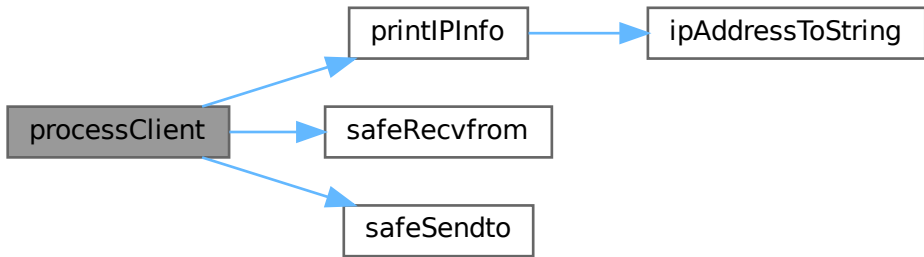 processClient
printIPInfo
ipAddressToString
safeRecvfrom
safeSendto